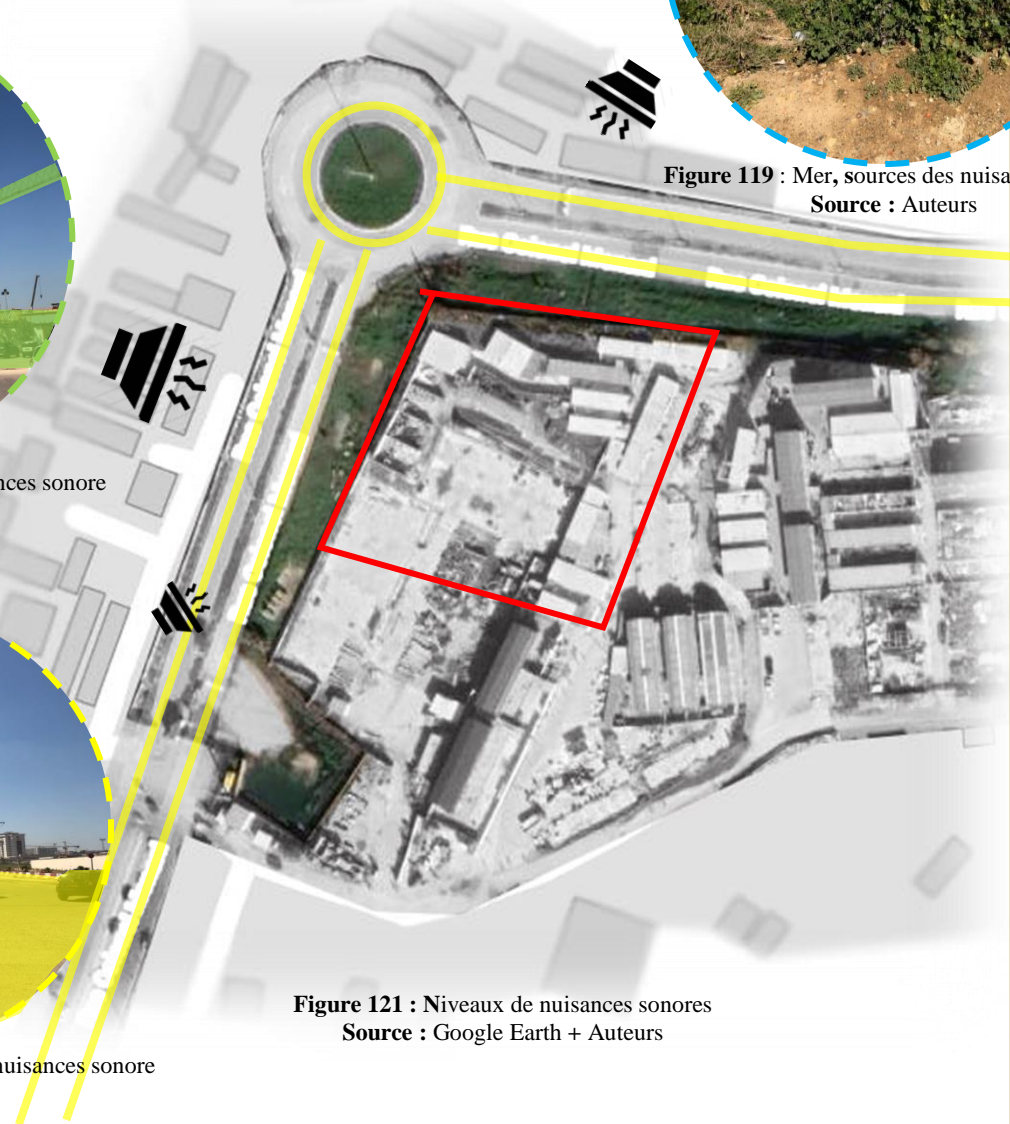 Figure 119 : Mer, sources des nuisa
Source : Auteurs
nces sonore
Figure 121 : Niveaux de nuisances sonores
Source : Google Earth + Auteurs
nuisances sonore